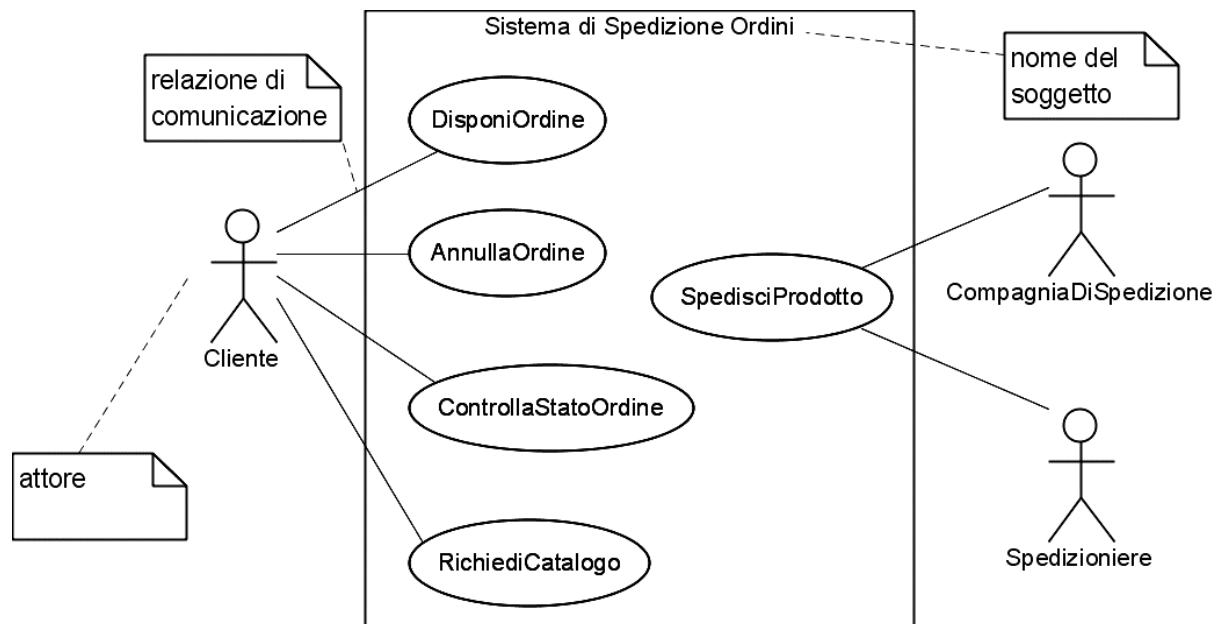 Sistema di Spedizione Ordini
relazione di
comunicazione
nome del
soggetto
DisponiOrdine
AnnullaOrdine
SpedisciProdotto
CompagniaDiSpedizione
Cliente
ControllaStatoOrdine
attore
RichiediCatalogo
Spedizioniere